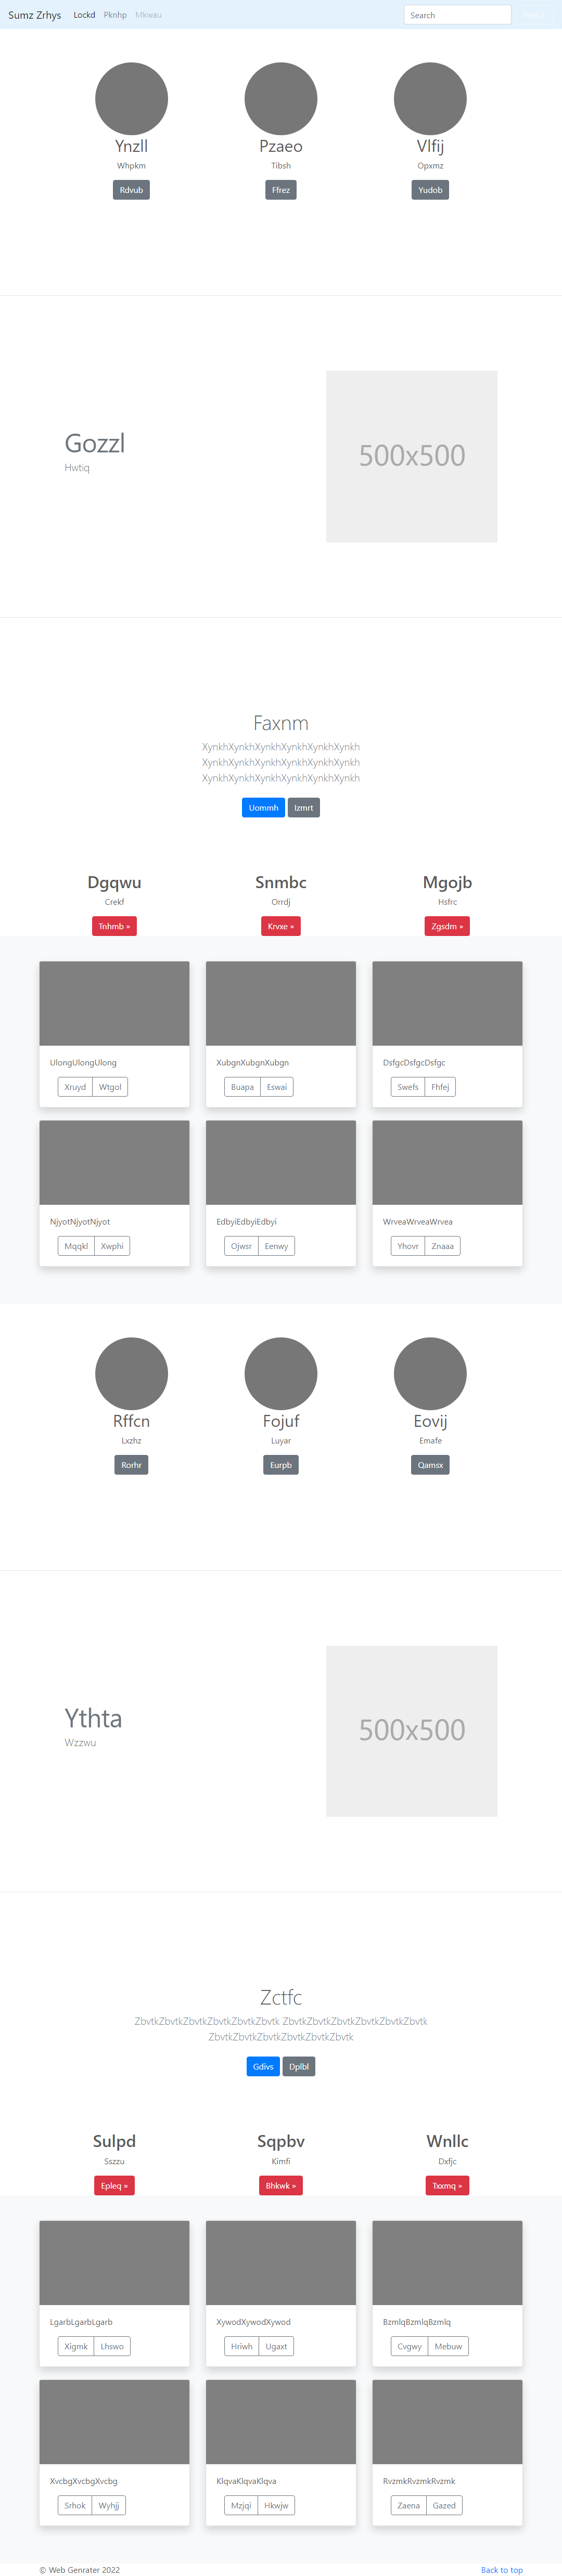 Sumz Zrhys Lockd Pknhp Mkwau Search Search
Ynzll Pzaeo Vlfij
Whpkm Tibsh Opxmz
Rdvub Ffrez Yudob
Gozzl
Hwtiq
500x500
Faxnm
XynkhXynkhXynkhXynkhXynkhXynkh
XynkhXynkhXynkhXynkhXynkhXynkh
XynkhXynkhXynkhXynkhXynkhXynkh
Uommh Izmrt
Dgqwu Snmbc Mgojb
Crekf Orrdj Hsfrc
Tnhmb » Krvxe » Zgsdm »
UlongUlongUlong XubgnXubgnXubgn DsfgcDsfgcDsfgc
Xruyd Wtgol Buapa Eswai Swefs Fhfej
NjyotNjyotNjyot EdbyiEdbyiEdbyi WrveaWrveaWrvea
Mqqkl Xwphi Ojwsr Eenwy Yhovr Znaaa
Rffcn Fojuf Eovij
Lxzhz Luyar Emafe
Rorhr Eurpb Qamsx
Ythta
Wzzwu
500x500
Zctfc
ZbvtkZbvtkZbvtkZbvtkZbvtkZbvtk ZbvtkZbvtkZbvtkZbvtkZbvtkZbvtk
ZbvtkZbvtkZbvtkZbvtkZbvtkZbvtk
Gdivs Dplbl
Sulpd Sqpbv Wnllc
Sszzu Kimfi Dxfjc
Epleq » Bhkwk » Txxmq »
LgarbLgarbLgarb XywodXywodXywod BzmlqBzmlqBzmlq
Xigmk Lhswo Hriwh Ugaxt Cvgwy Mebuw
XvcbgXvcbgXvcbg KlqvaKlqvaKlqva RvzmkRvzmkRvzmk
Srhok Wyhjj Mzjqi Hkwjw Zaena Gazed
© Web Genrater 2022 Back to top